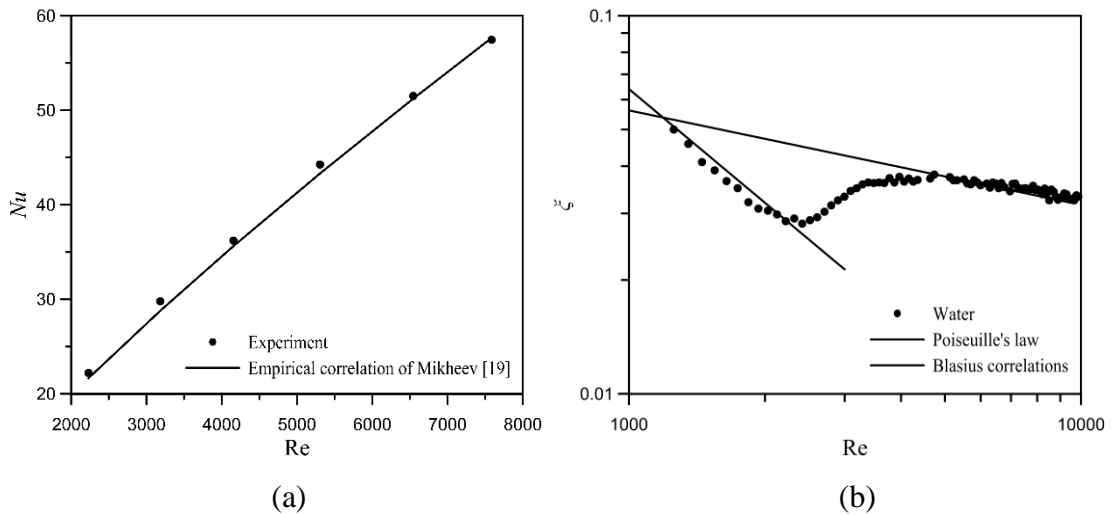 60
50
40
30
20
Nu
2000 3000 4000 5000 6000 7000 8000
Re
Experiment
Empirical correlation of Mikheev [19]
(a)
0.1
0.01
ξ
1000 10000
Re
Water
Poiseuille's law
Blasius correlations
(b)